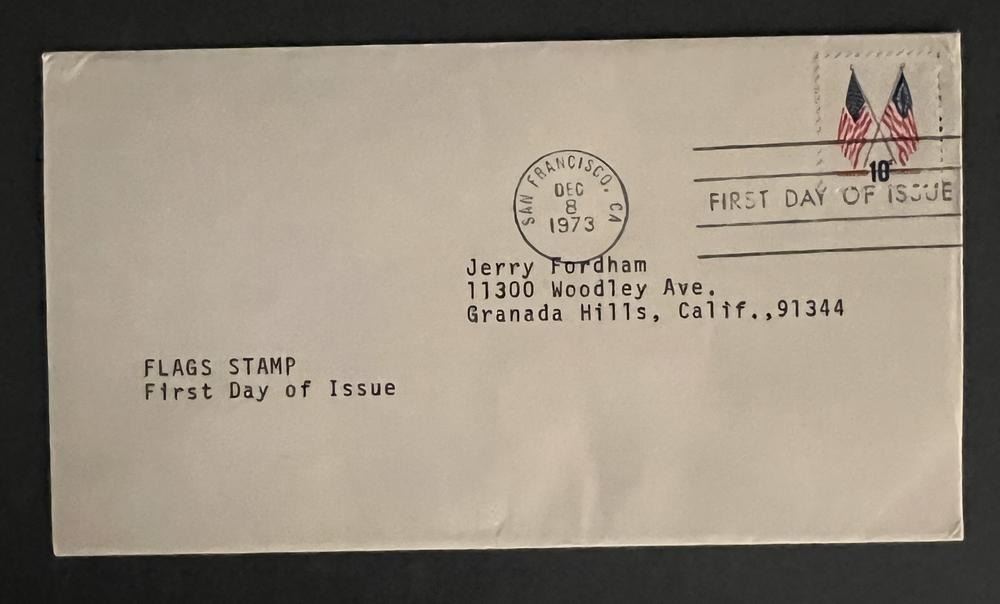 10c
SAN FRANCISCO, CA
DEC
8
1973
FIRST DAY OF ISSUE
Jerry Fordham
11300 Woodley Ave.
Granada Hills, Calif.,91344
FLAGS STAMP
First Day of Issue